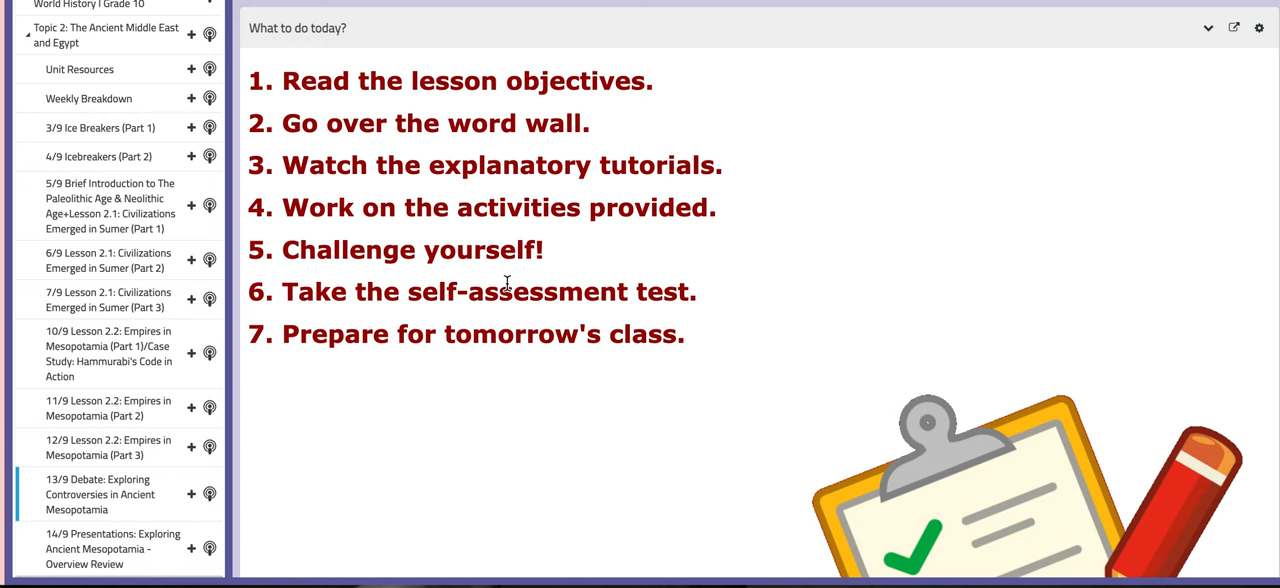 World History I Grade 10
Topic 2: The Ancient Middle East
and Egypt
Unit Resources
Weekly Breakdown
3/9 Ice Breakers (Part 1)
4/9 Icebreakers (Part 2)
5/9 Brief Introduction to The
Paleolithic Age & Neolithic
Age+Lesson 2.1: Civilizations
Emerged in Sumer (Part 1)
6/9 Lesson 2.1: Civilizations
Emerged in Sumer (Part 2)
7/9 Lesson 2.1: Civilizations
Emerged in Sumer (Part 3)
10/9 Lesson 2.2: Empires in
Mesopotamia (Part 1)/Case
Study: Hammurabi's Code in
Action
11/9 Lesson 2.2: Empires in
Mesopotamia (Part 2)
12/9 Lesson 2.2: Empires in
Mesopotamia (Part 3)
13/9 Debate: Exploring
Controversies in Ancient
Mesopotamia
14/9 Presentations: Exploring
Ancient Mesopotamia -
Overview Review
What to do today?
1. Read the lesson objectives.
2. Go over the word wall.
3. Watch the explanatory tutorials.
4. Work on the activities provided.
5. Challenge yourself!
6. Take the self-assessment test.
7. Prepare for tomorrow's class.